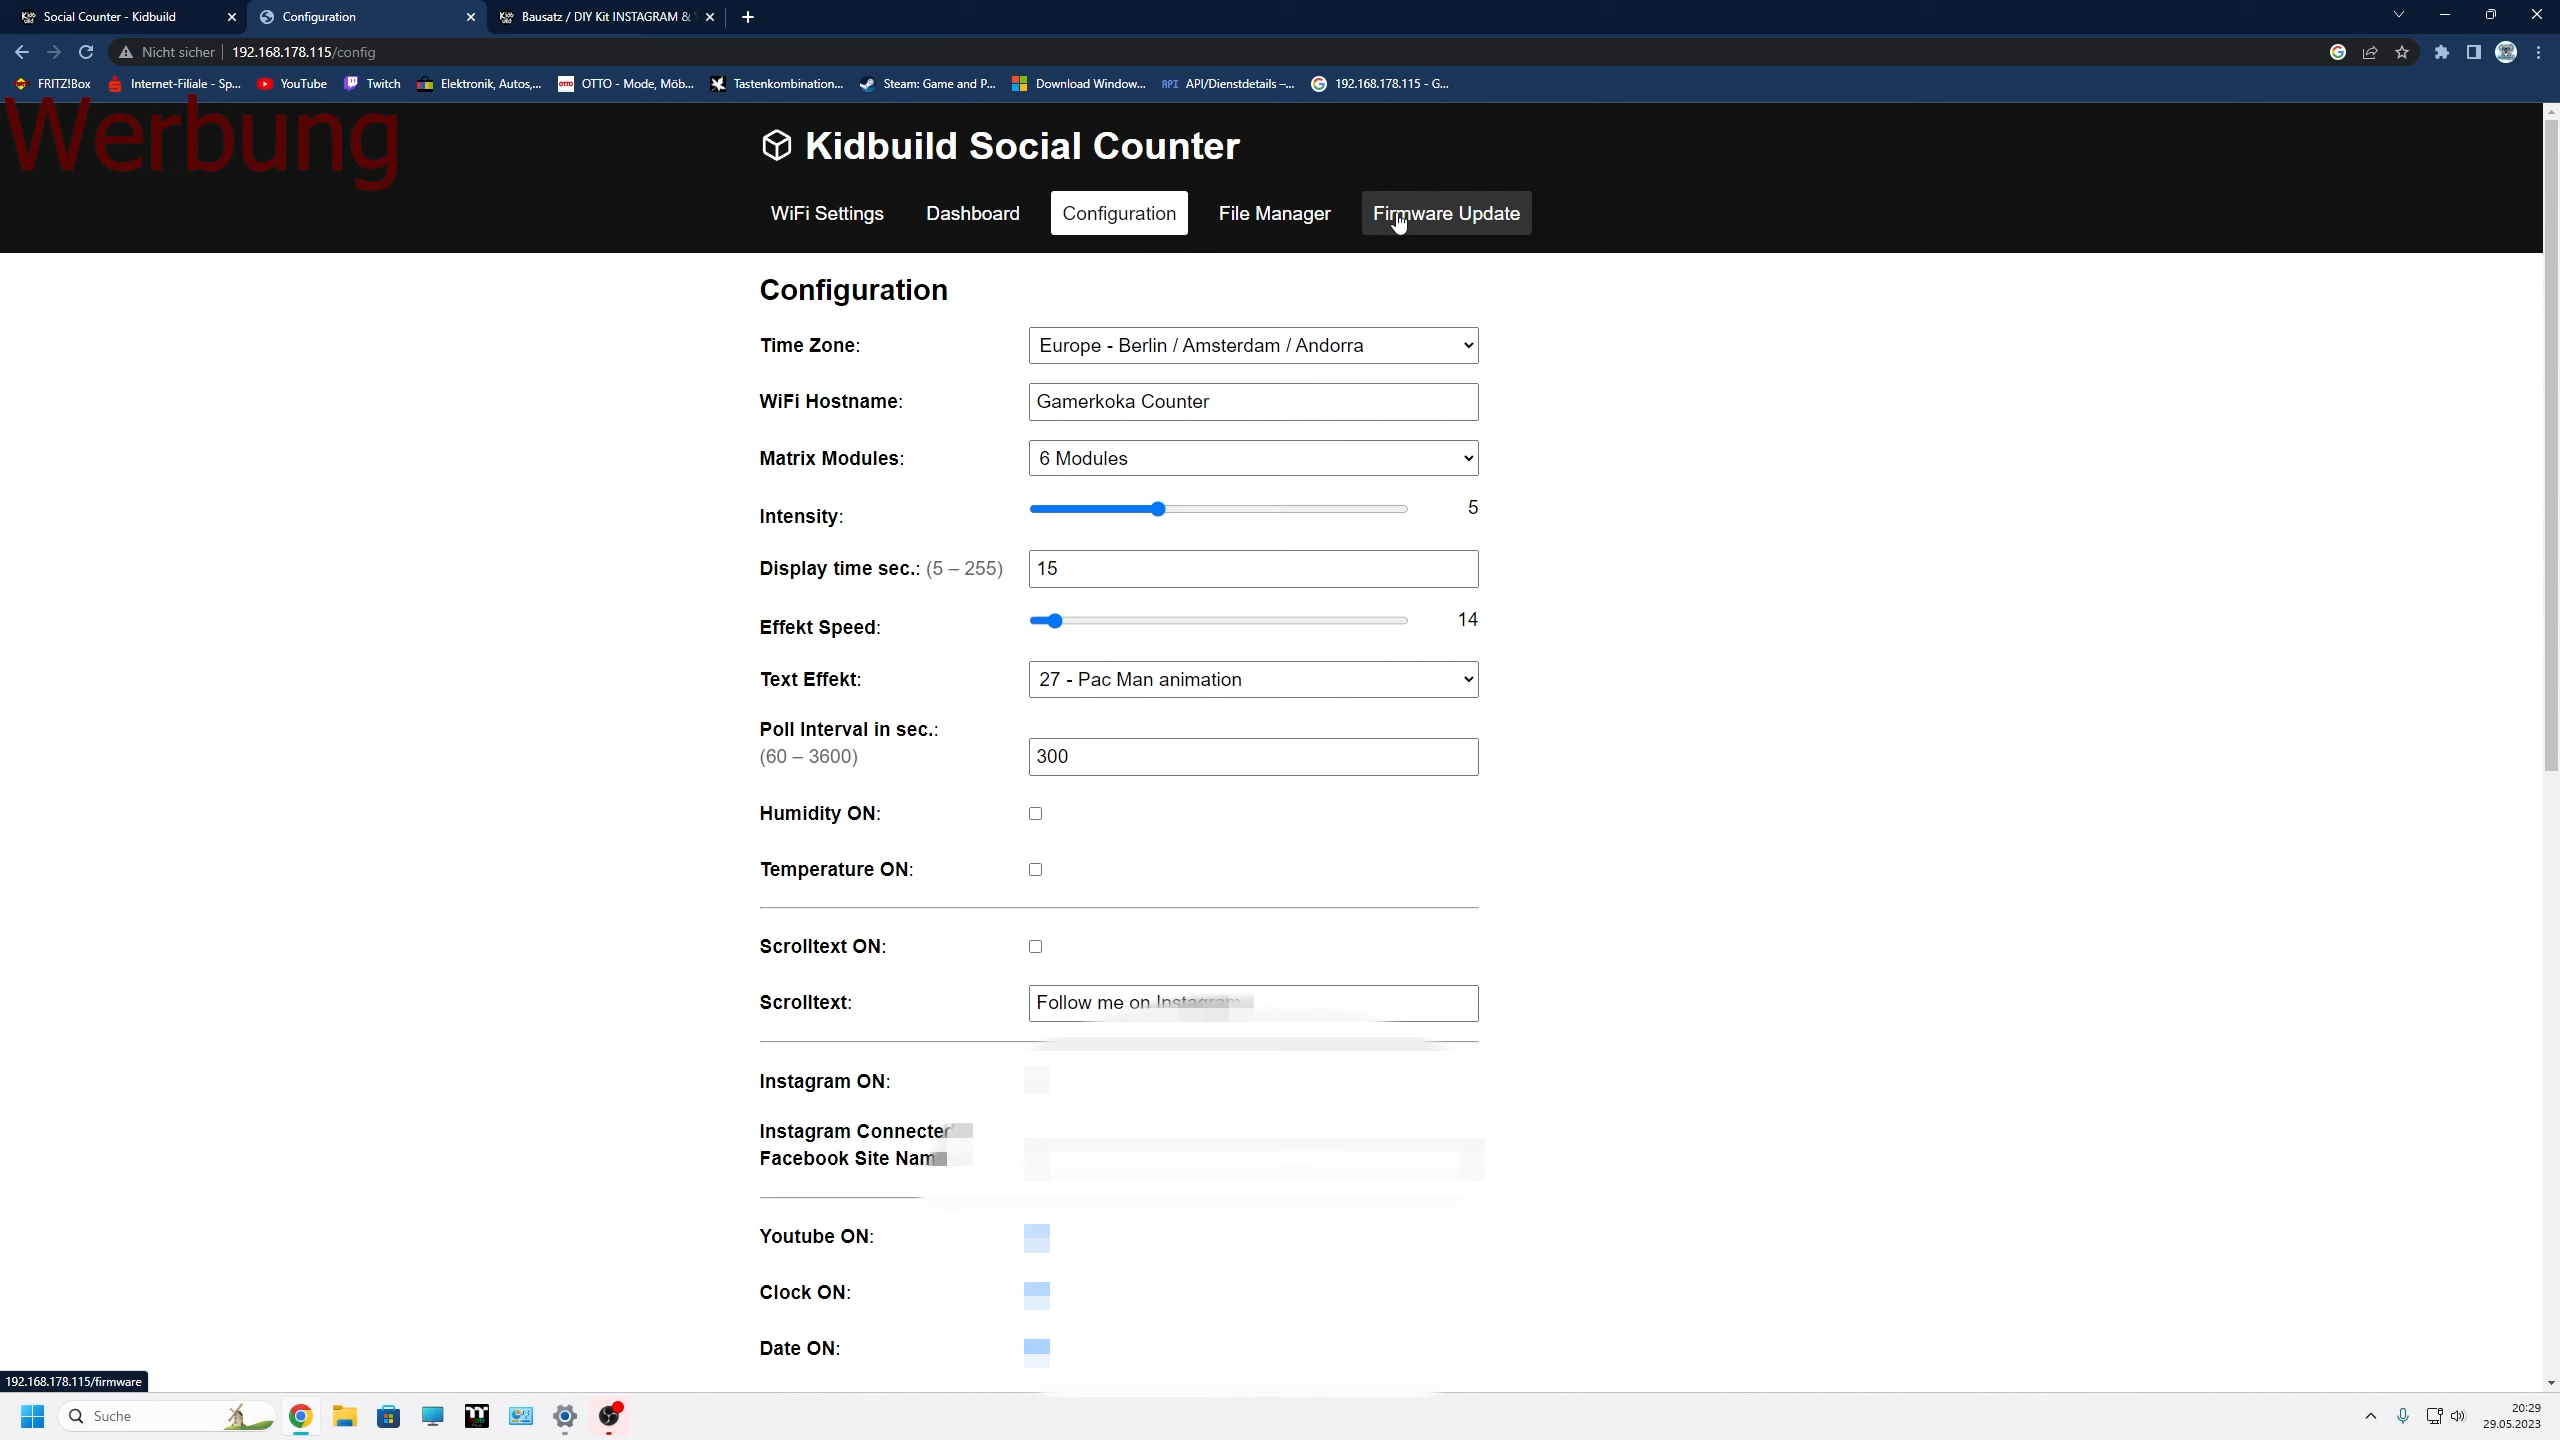 Social Counter - Kidbuild
Configuration
Bausatz / DIY Kit INSTAGRAM &
Nicht sicher 192.168.178.115/config
FRITZ!Box Internet-Filiale - Sp... YouTube Twitch Elektronik, Autos,... OTTO - Mode, Möb... Tastenkombination... Steam: Game and P... Download Window... API/Dienstdetails –... 192.168.178.115 - G...
Werbung
Kidbuild Social Counter
WiFi Settings Dashboard Configuration File Manager Firmware Update
Configuration
Time Zone: Europe - Berlin / Amsterdam / Andorra
WiFi Hostname: Gamerkoka Counter
Matrix Modules: 6 Modules
Intensity: 5
Display time sec.: (5 – 255) 15
Effekt Speed: 14
Text Effekt: 27 - Pac Man animation
Poll Interval in sec.:
(60 – 3600) 300
Humidity ON:
Temperature ON:
Scrolltext ON:
Scrolltext: Follow me on Instagram
Instagram ON:
Instagram Connecter
Facebook Site Nam
Youtube ON:
Clock ON:
Date ON:
192.168.178.115/firmware
Suche
20:29
29.05.2023